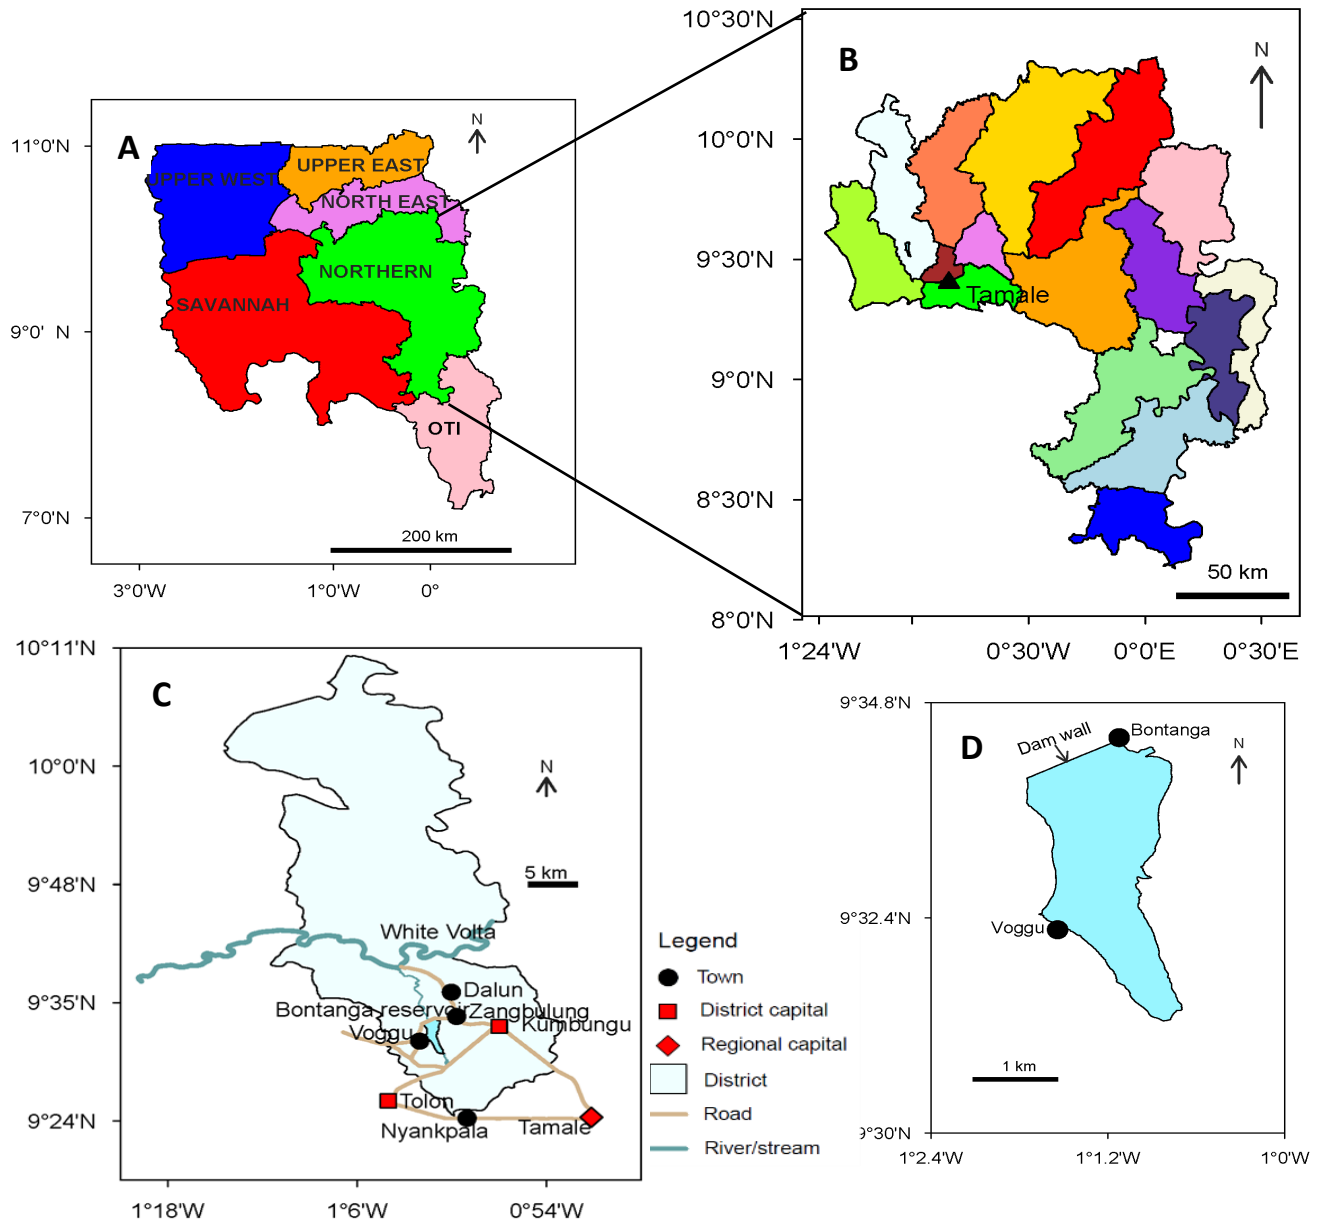 A
N
11°0'N
9°0' N
7°0'N
UPPER WEST
UPPER EAST
NORTH EAST
NORTHERN
SAVANNAH
OTI
200 km
3°0'W
1°0'W
0°
10°30'N
10°0'N
9°30'N
9°0'N
8°30'N
8°0'N
B
N
Tamale
50 km
1°24'W
0°30'W
0°0'E
0°30'E
10°11'N
10°0'N
9°48'N
9°35'N
9°24'N
C
N
5 km
White Volta
Dalun
Bontanga reservoir
Zangbulung
Kumbungu
Voggu
Tolon
Nyankpala
Tamale
1°18'W
1°6'W
0°54'W
Legend
Town
District capital
Regional capital
District
Road
River/stream
9°34.8'N
9°32.4'N
9°30'N
D
N
Dam wall
Bontanga
Voggu
1 km
1°2.4'W
1°1.2'W
1°0'W